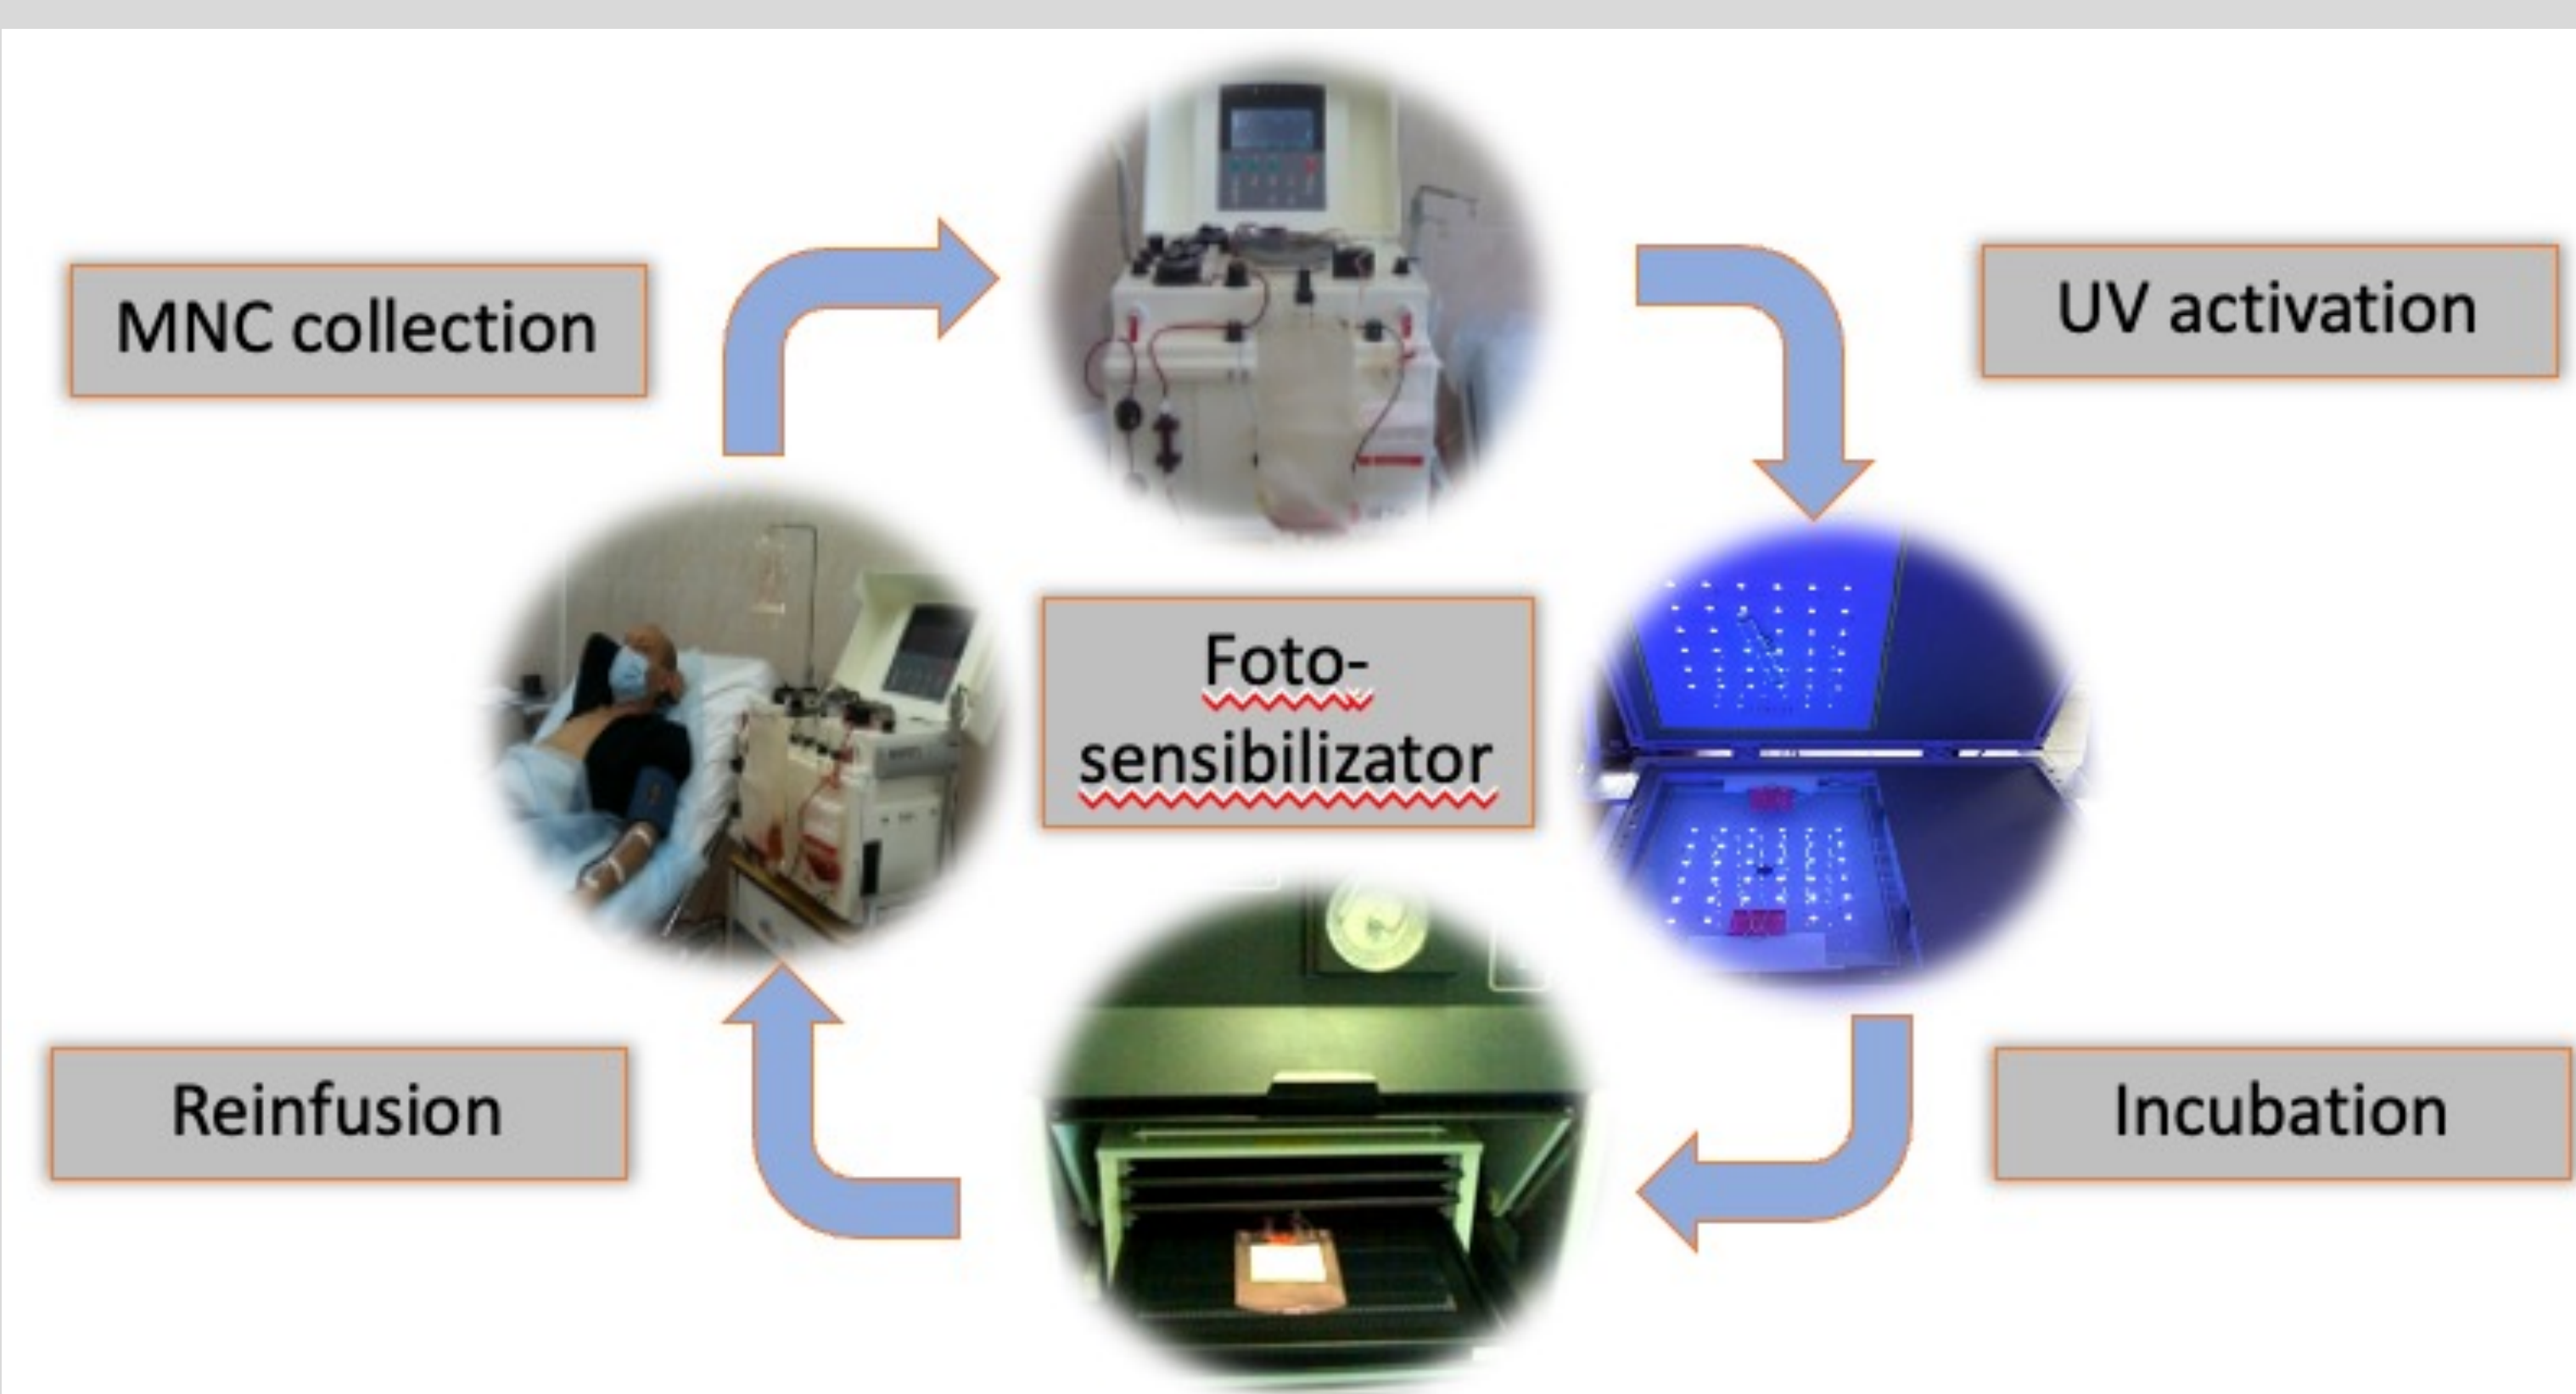 MNC collection
UV activation
Foto-
sensibilizator
Reinfusion
Incubation